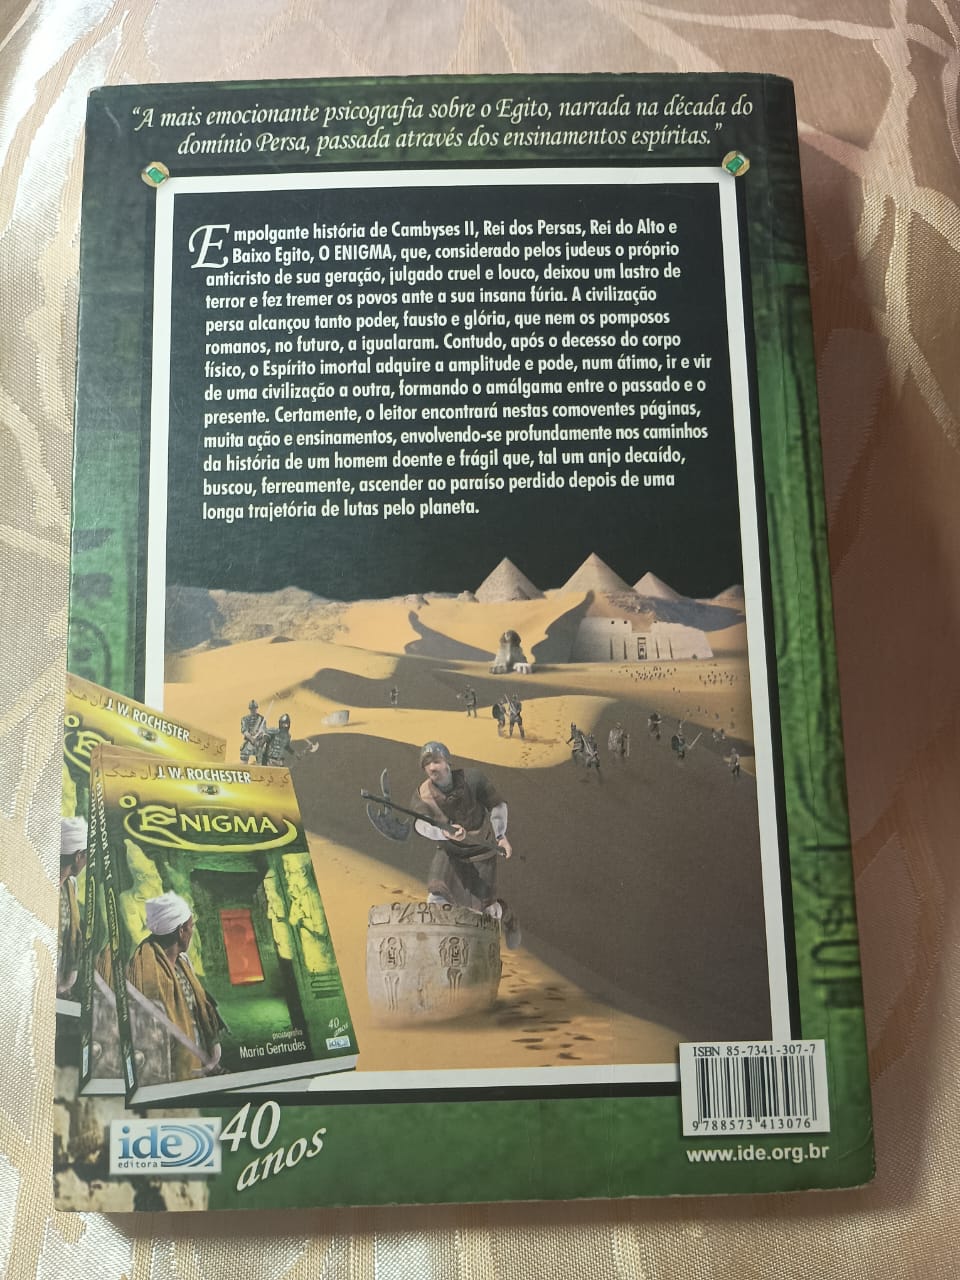 “A mais emocionante psicografia sobre o Egito, narrada na década do
domínio Persa, passada através dos ensinamentos espíritas.”
Empolgante história de Cambyses II, Rei dos Persas, Rei do Alto e
Baixo Egito, O ENIGMA, que, considerado pelos judeus o próprio
anticristo de sua geração, julgado cruel e louco, deixou um lastro de
terror e fez tremer os povos ante a sua insana fúria. A civilização
persa alcançou tanto poder, fausto e glória, que nem os pomposos
romanos, no futuro, a igualaram. Contudo, após o decesso do corpo
físico, o Espírito imortal adquire a amplitude e pode, num átimo, ir e vir
de uma civilização a outra, formando o amálgama entre o passado e o
presente. Certamente, o leitor encontrará nestas comoventes páginas,
muita ação e ensinamentos, envolvendo-se profundamente nos caminhos
da história de um homem doente e frágil que, tal um anjo decaído,
buscou, ferreamente, ascender ao paraíso perdido depois de uma
longa trajetória de lutas pelo planeta.
J. W. ROCHESTER
J. W. ROCHESTER
O ENIGMA
J. W. ROCHESTER
O ENIGMA
psicografia
Maria Gertrudes
40
anos
ide
ide
editora
40
anos
ISBN 85-7341-307-7
9788573413076
www.ide.org.br